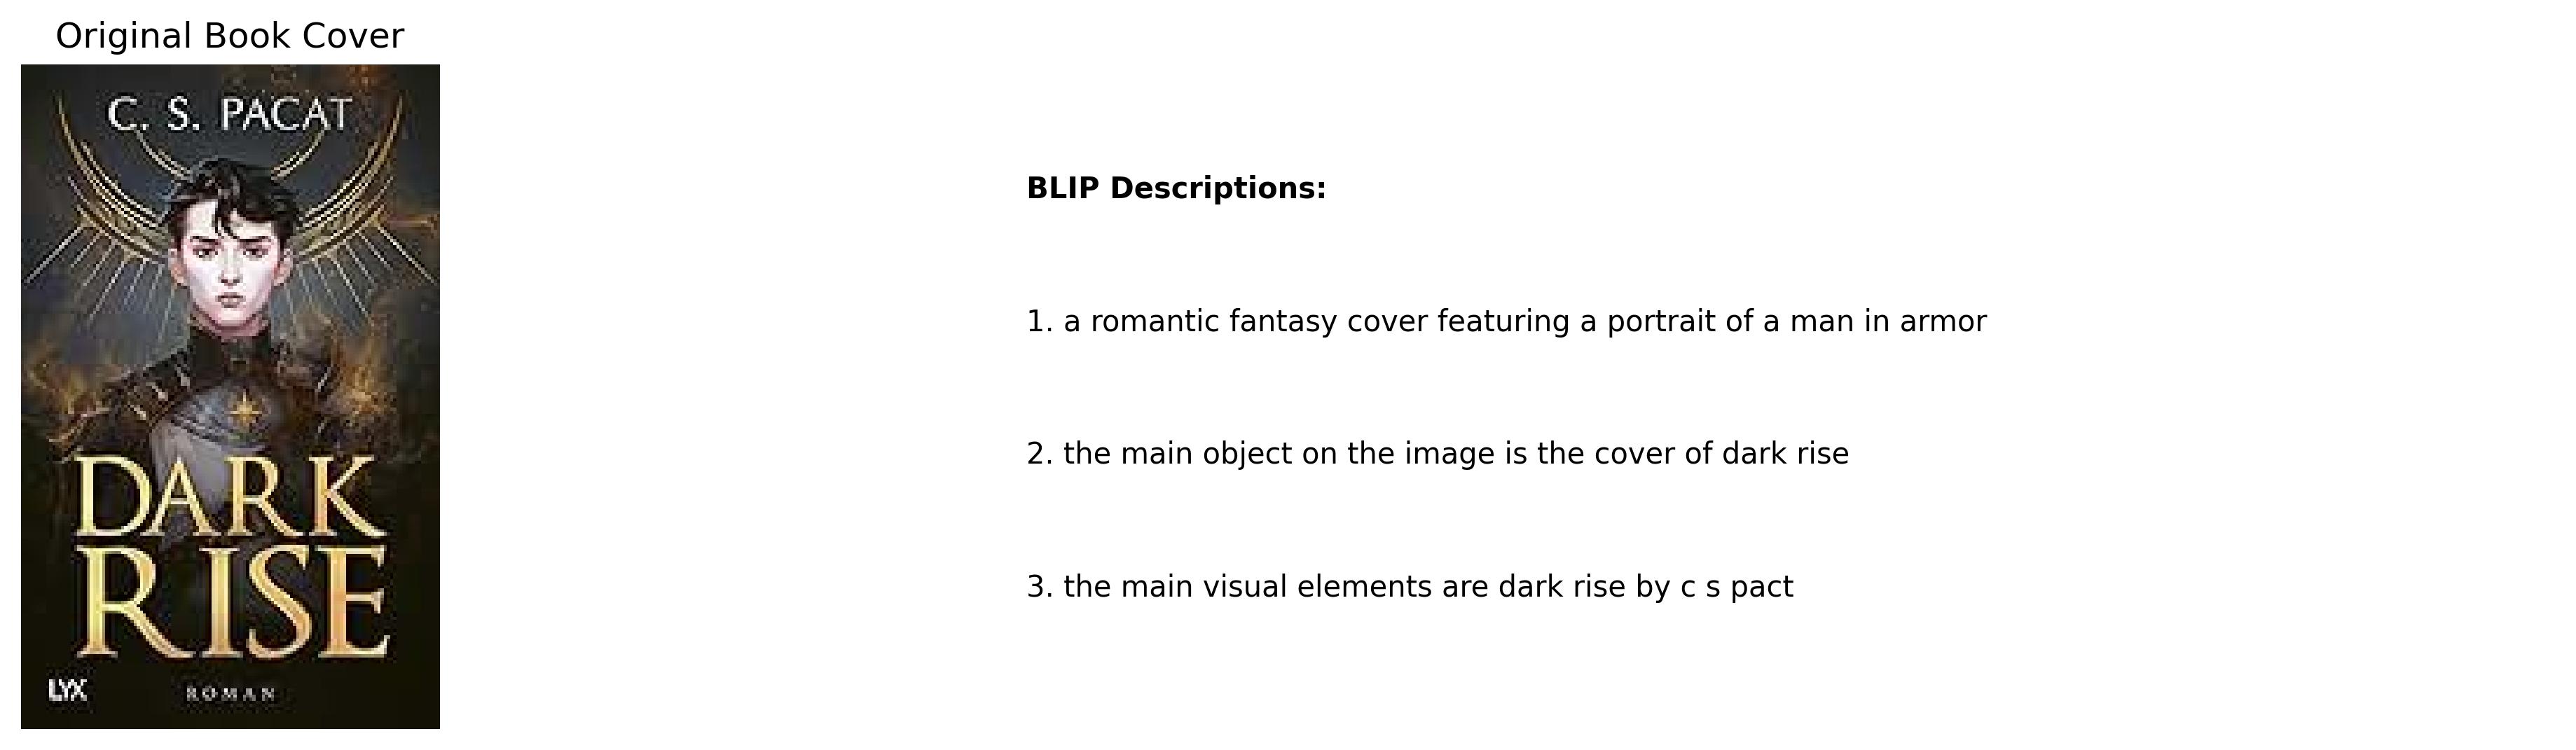 Original Book Cover
C. S. PACAT
DARK
RISE
LYX
ROMAN
BLIP Descriptions:
1. a romantic fantasy cover featuring a portrait of a man in armor
2. the main object on the image is the cover of dark rise
3. the main visual elements are dark rise by c s pact